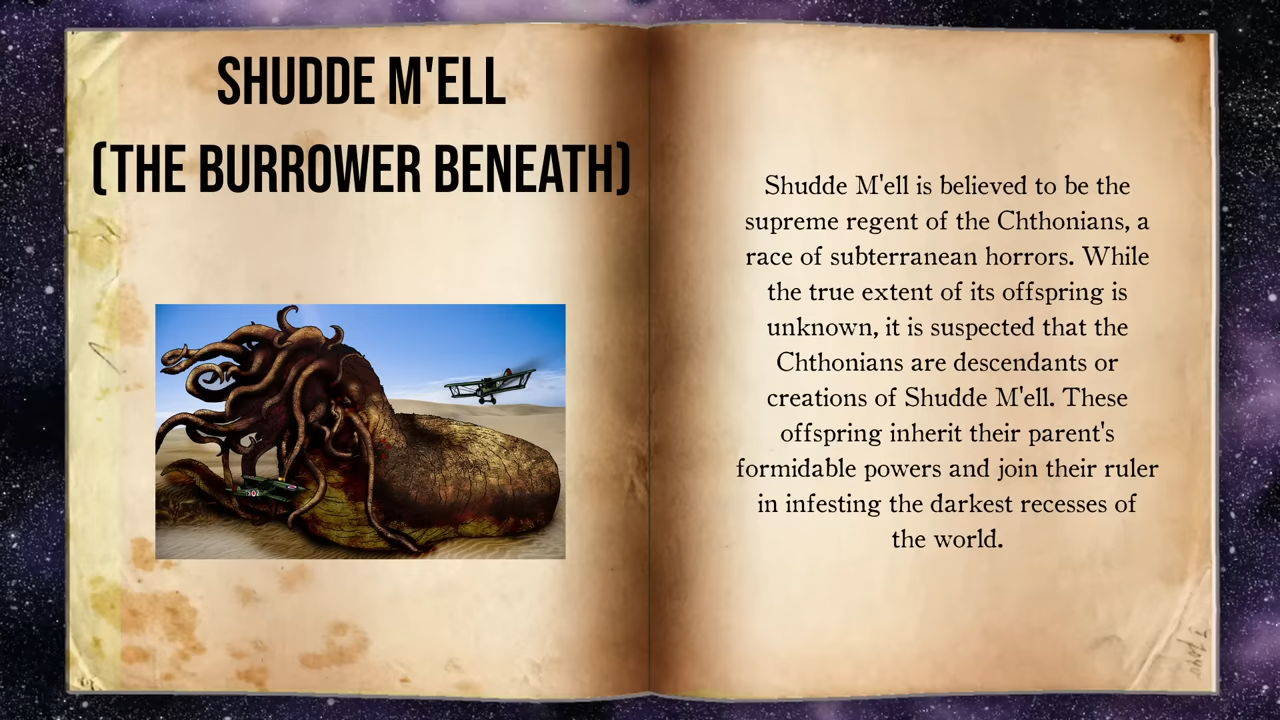 SHUDDE M'ELL
(THE BURROWER BENEATH)
Shudde M'ell is believed to be the
supreme regent of the Chthonians, a
race of subterranean horrors. While
the true extent of its offspring is
unknown, it is suspected that the
Chthonians are descendants or
creations of Shudde M'ell. These
offspring inherit their parent's
formidable powers and join their ruler
in infesting the darkest recesses of
the world.